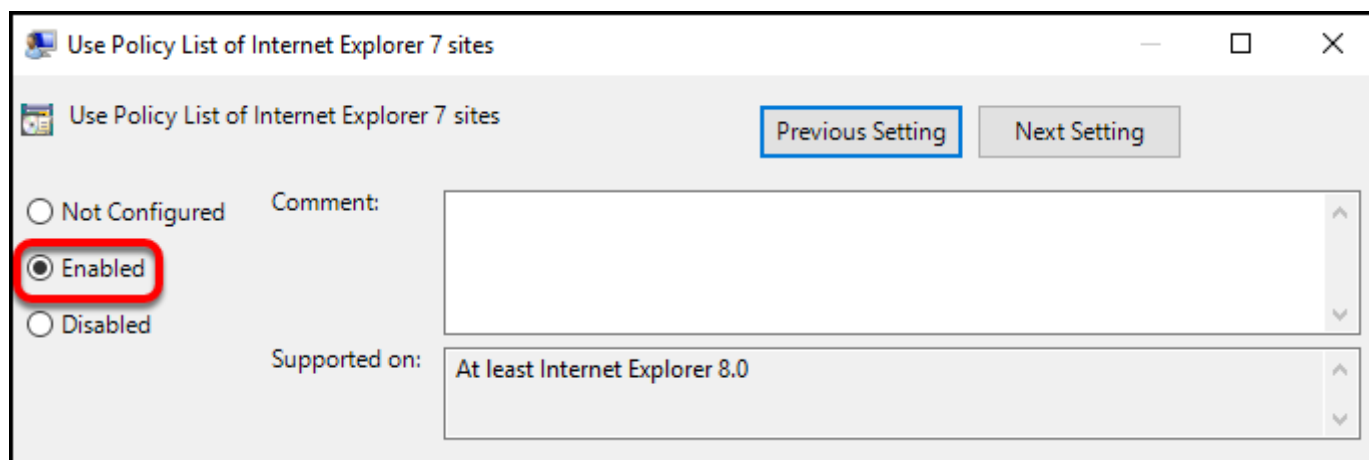 Use Policy List of Internet Explorer 7 sites
Use Policy List of Internet Explorer 7 sites
Previous Setting
Next Setting
Not Configured
Comment:
Enabled
Disabled
Supported on:
At least Internet Explorer 8.0